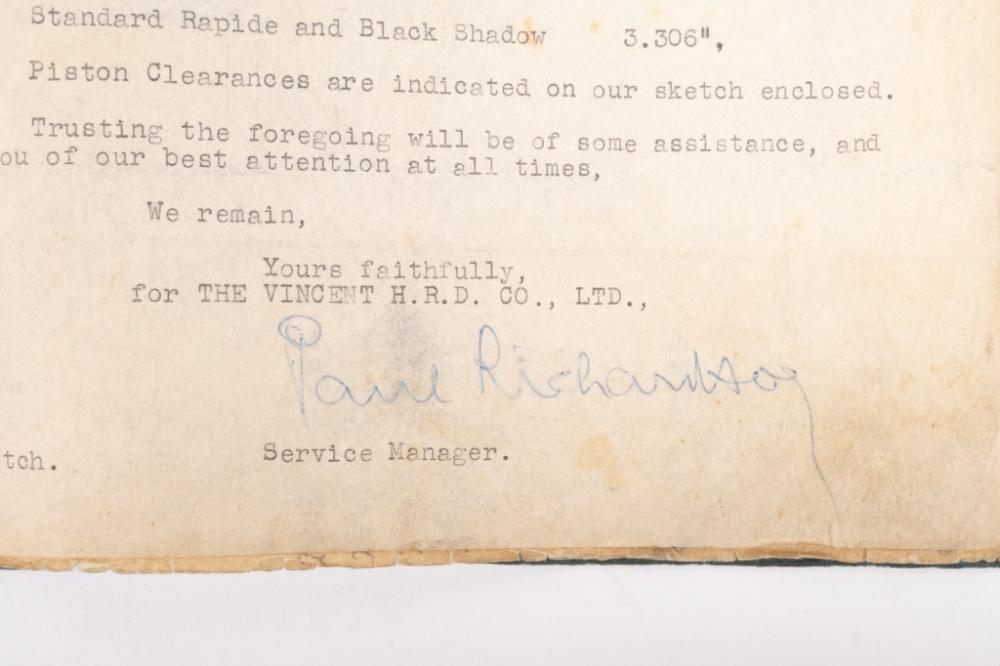 Standard Rapide and Black Shadow 3.306",
Piston Clearances are indicated on our sketch enclosed.
Trusting the foregoing will be of some assistance, and
ou of our best attention at all times,
We remain,
Yours faithfully,
for THE VINCENT H.R.D. CO., LTD.,
Paul Richardson
Service Manager.
tch.